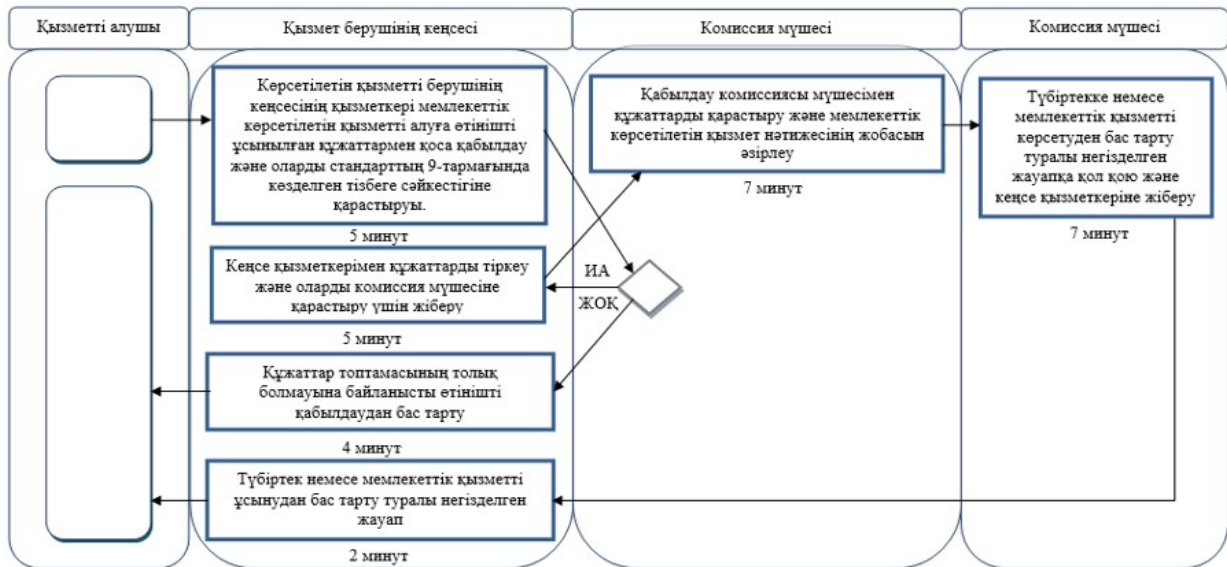 Қызметті алушы
Қызмет берушінің кеңсесі
Комиссия мүшесі
Комиссия мүшесі
Көрсетілетін қызметті берушінің
кеңсесінің қызметкері мемлекеттік
көрсетілетін қызметті алуға өтінішті
ұсынылған құжаттармен қоса қабылдау
және оларды стандарттың 9-тармағында
көзделген тізбеге сәйкестігіне
қарастыруы.
5 минут
Қабылдау комиссиясы мүшесімен
құжаттарды қарастыру және мемлекеттік
көрсетілетін қызмет нәтижесінің жобасын
әзірлеу
7 минут
Түбіртекке немесе
мемлекеттік қызметті
көрсетуден бас тарту
туралы негізделген
жауапқа қол қою және
кеңсе қызметкеріне жіберу
7 минут
Кеңсе қызметкерімен құжаттарды тіркеу
және оларды комиссия мүшесіне
қарастыру үшін жіберу
5 минут
ИА
ЖОҚ
Құжаттар топтамасының толық
болмауына байланысты өтінішті
қабылдаудан бас тарту
4 минут
Түбіртек немесе мемлекеттік қызметті
ұсынудан бас тарту туралы негізделген
жауап
2 минут